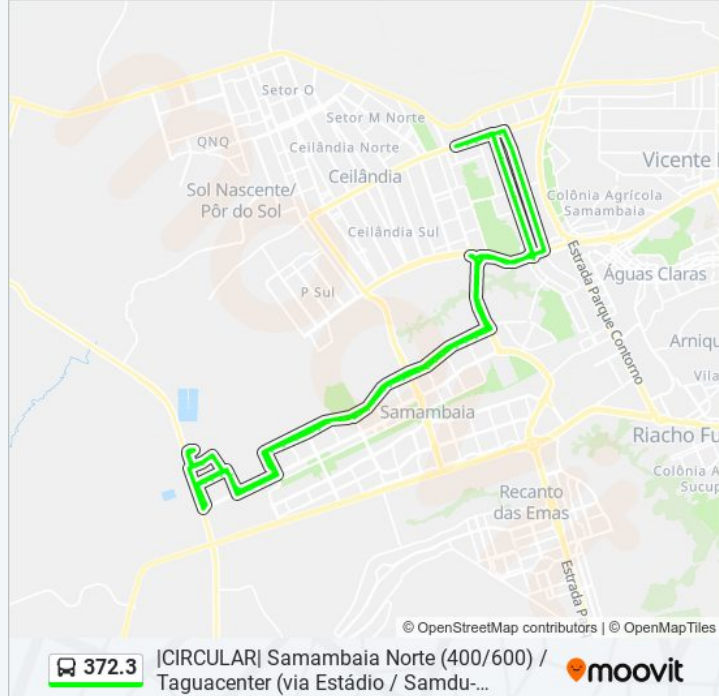 Setor O
Setor M Norte
QNQ
Ceilândia Norte
Ceilândia
Vicente
Sol Nascente/
Pôr do Sol
Colônia Agrícola
Samambaia
Ceilândia Sul
Águas Claras
P Sul
Estrada Parque Contorno
Arniqu
Vila
Samambaia
Riacho Fu
Colônia A
Sucup
Recanto
das Emas
Estrada Pa
© OpenStreetMap contributors | © OpenMapTiles
372.3
|CIRCULAR| Samambaia Norte (400/600) /
Taguacenter (via Estádio / Samdu-...
moovit